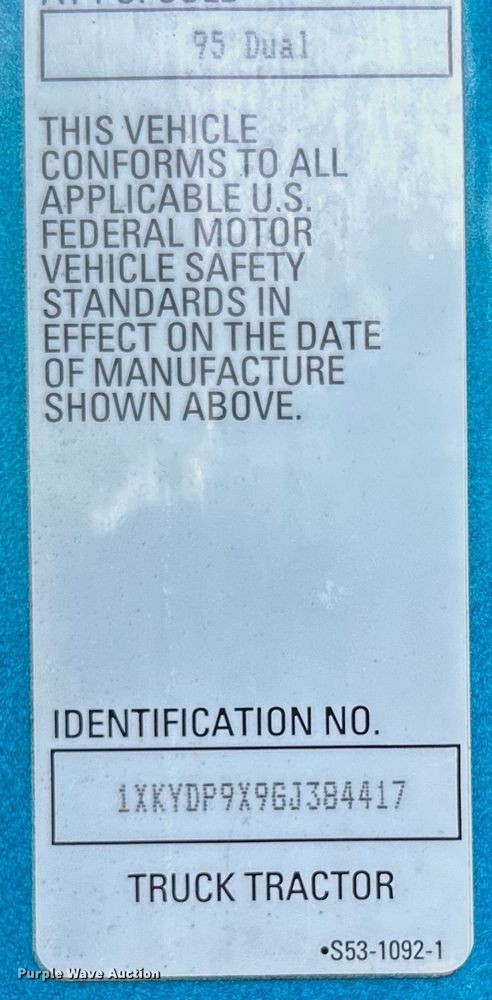 95 Dual
THIS VEHICLE
CONFORMS TO ALL
APPLICABLE U.S.
FEDERAL MOTOR
VEHICLE SAFETY
STANDARDS IN
EFFECT ON THE DATE
OF MANUFACTURE
SHOWN ABOVE.
IDENTIFICATION NO.
1XKYDP9X9GJ384417
TRUCK TRACTOR
•S53-1092-1
Purple Wave Auction